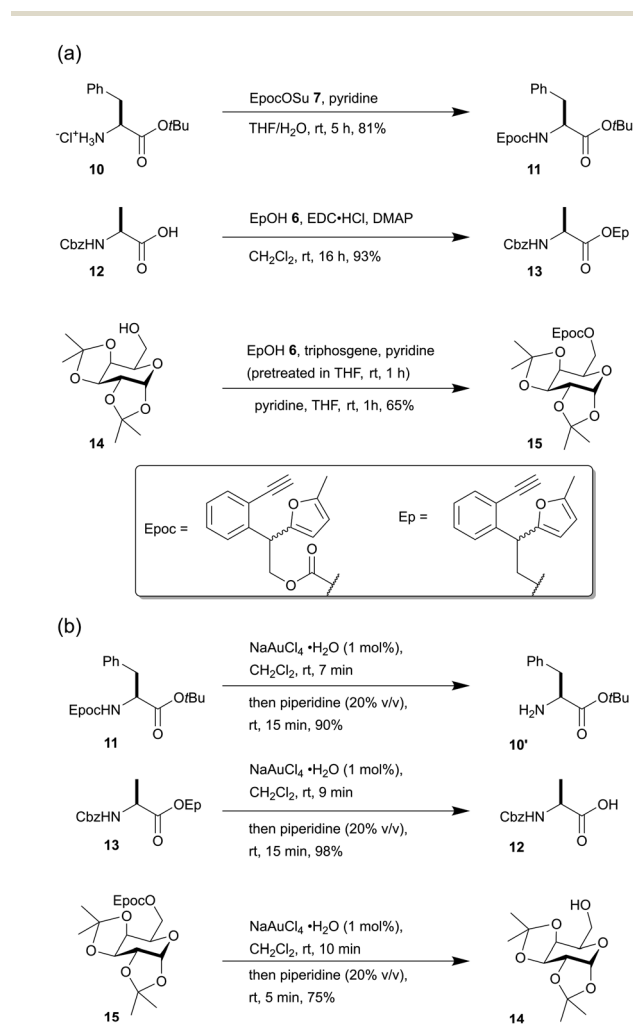 (a)
Ph
⁻Cl⁺H₃N
OtBu
O
10
EpocOSu 7, pyridine
THF/H₂O, rt, 5 h, 81%
Ph
EpocHN
OtBu
O
11
CbzHN
OH
O
12
EpOH 6, EDC•HCl, DMAP
CH₂Cl₂, rt, 16 h, 93%
CbzHN
OEp
O
13
HO
O
O
O
O
O
14
EpOH 6, triphosgene, pyridine
(pretreated in THF, rt, 1 h)
pyridine, THF, rt, 1h, 65%
EpocO
O
O
O
O
O
15
Epoc =
O
O
O
Ep =
O
(b)
Ph
EpocHN
OtBu
O
11
NaAuCl₄ •H₂O (1 mol%),
CH₂Cl₂, rt, 7 min
then piperidine (20% v/v),
rt, 15 min, 90%
Ph
H₂N
OtBu
O
10'
CbzHN
OEp
O
13
NaAuCl₄ •H₂O (1 mol%),
CH₂Cl₂, rt, 9 min
then piperidine (20% v/v),
rt, 15 min, 98%
CbzHN
OH
O
12
EpocO
O
O
O
O
O
15
NaAuCl₄ •H₂O (1 mol%),
CH₂Cl₂, rt, 10 min
then piperidine (20% v/v),
rt, 5 min, 75%
HO
O
O
O
O
O
14